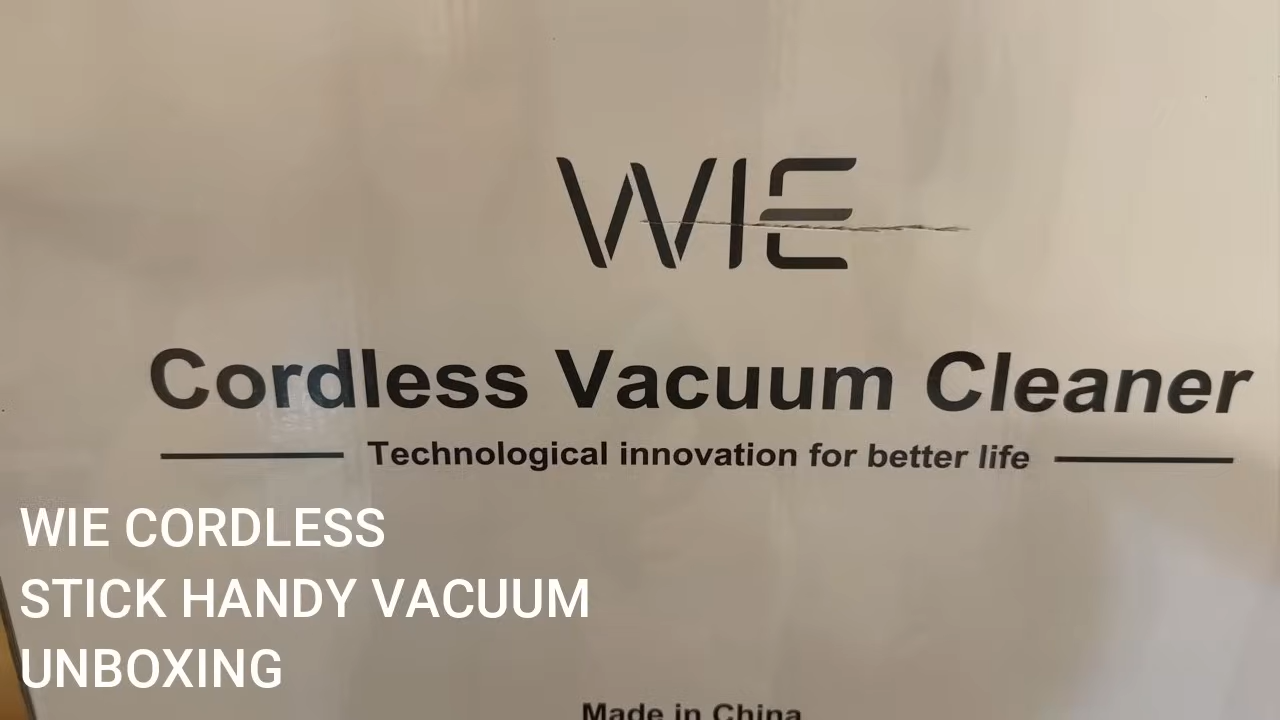 WIE
Cordless Vacuum Cleaner
Technological innovation for better life
WIE CORDLESS
STICK HANDY VACUUM
UNBOXING
Made in China